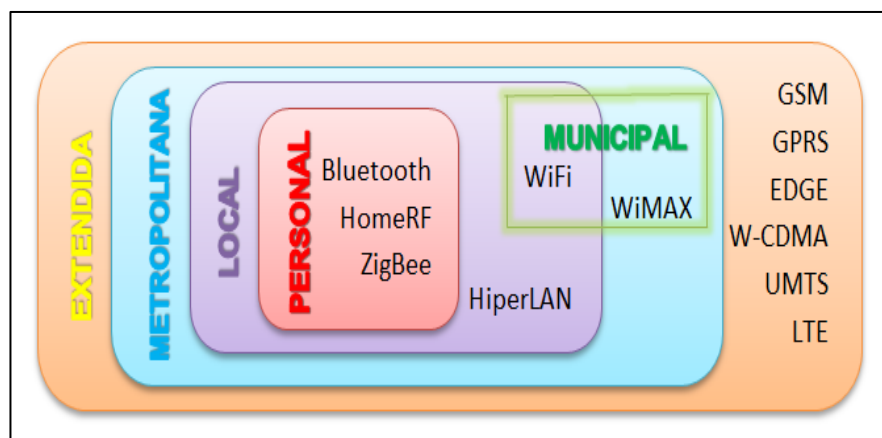 EXTENDIDA
METROPOLITANA
LOCAL
PERSONAL
Bluetooth
HomeRF
ZigBee
HiperLAN
MUNICIPAL
WiFi
WiMAX
GSM
GPRS
EDGE
W-CDMA
UMTS
LTE